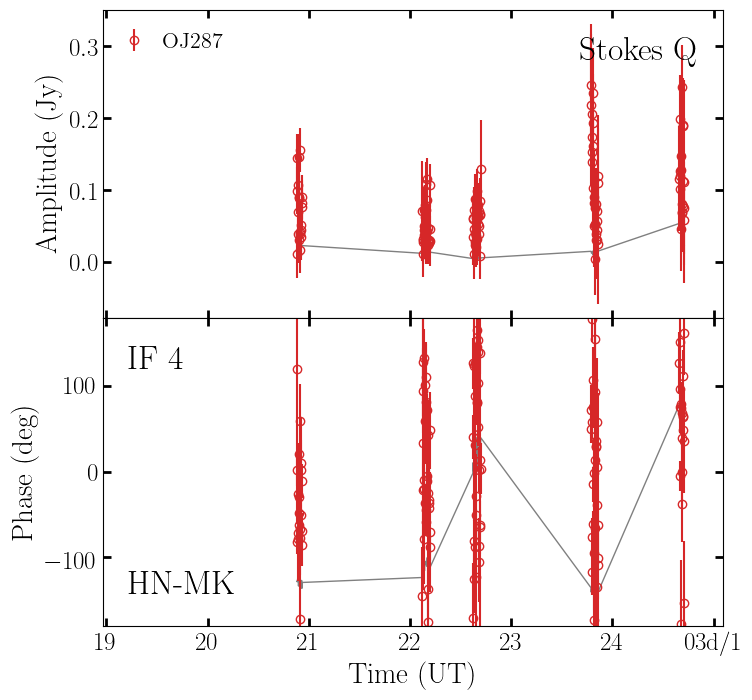 OJ287
Stokes Q
0.3
0.2
0.1
0.0
Amplitude (Jy)
IF 4
100
0
−100
Phase (deg)
HN-MK
19 20 21 22 23 24 03d/1
Time (UT)